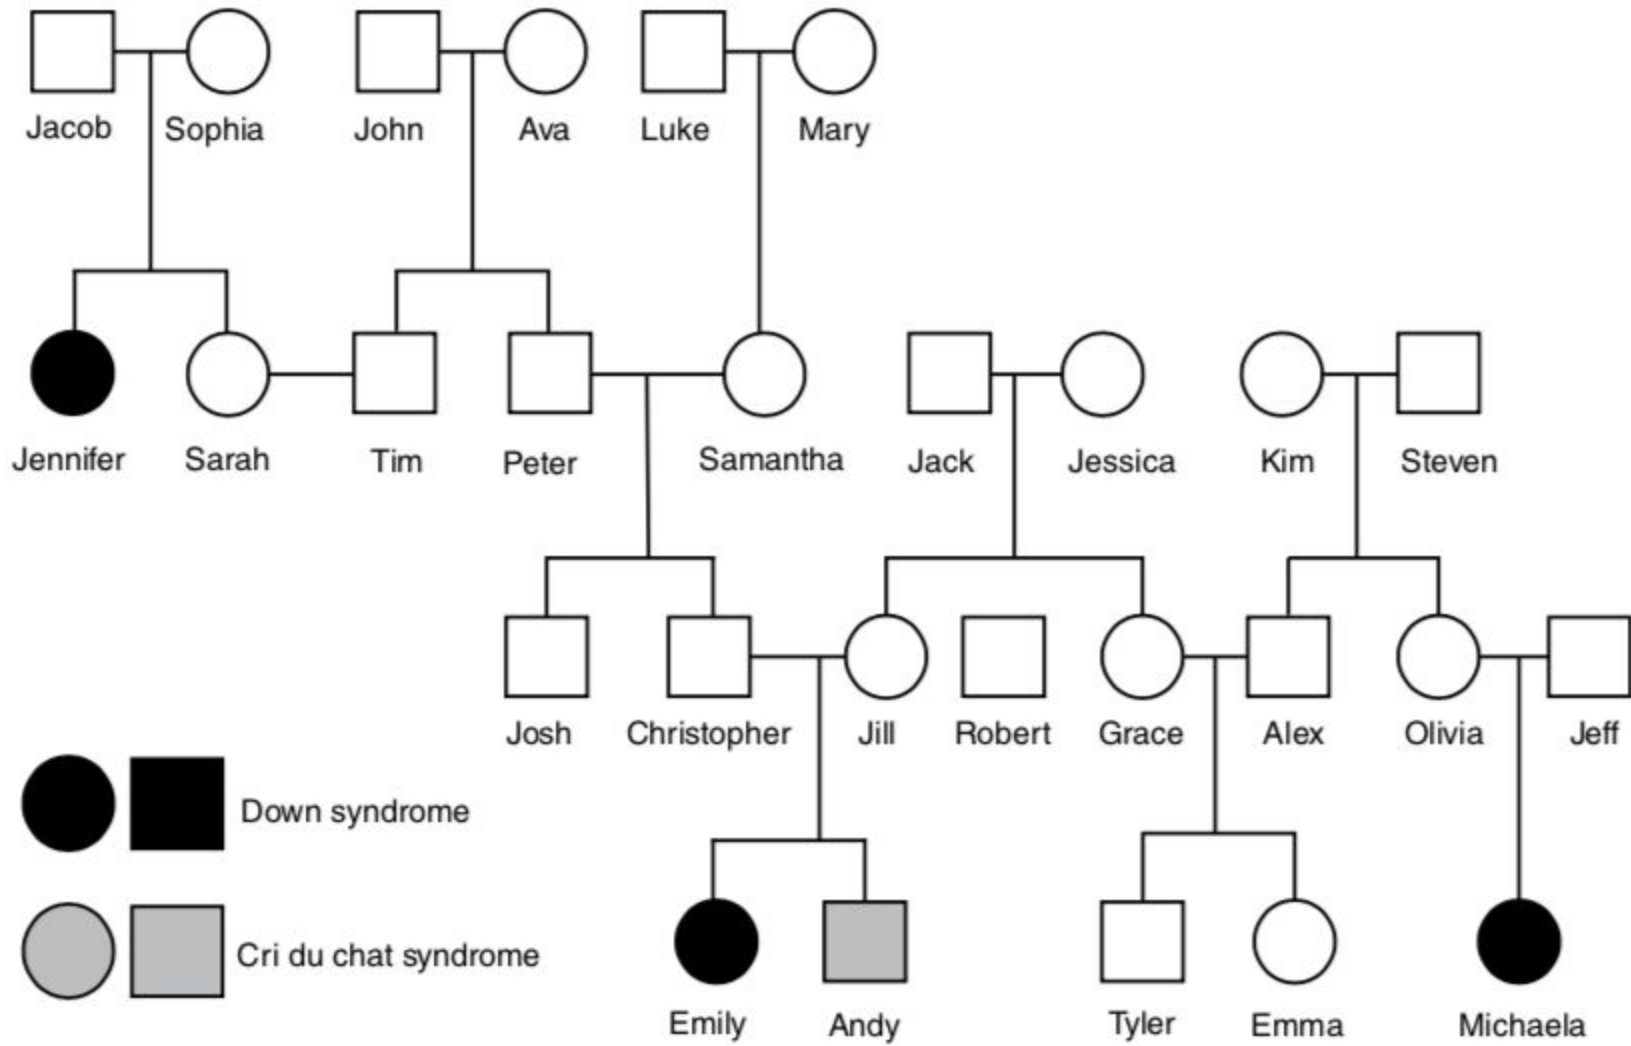 Jacob Sophia John Ava Luke Mary
Jennifer Sarah Tim Peter Samantha Jack Jessica Kim Steven
Josh Christopher Jill Robert Grace Alex Olivia Jeff
Down syndrome
Cri du chat syndrome
Emily Andy Tyler Emma Michaela